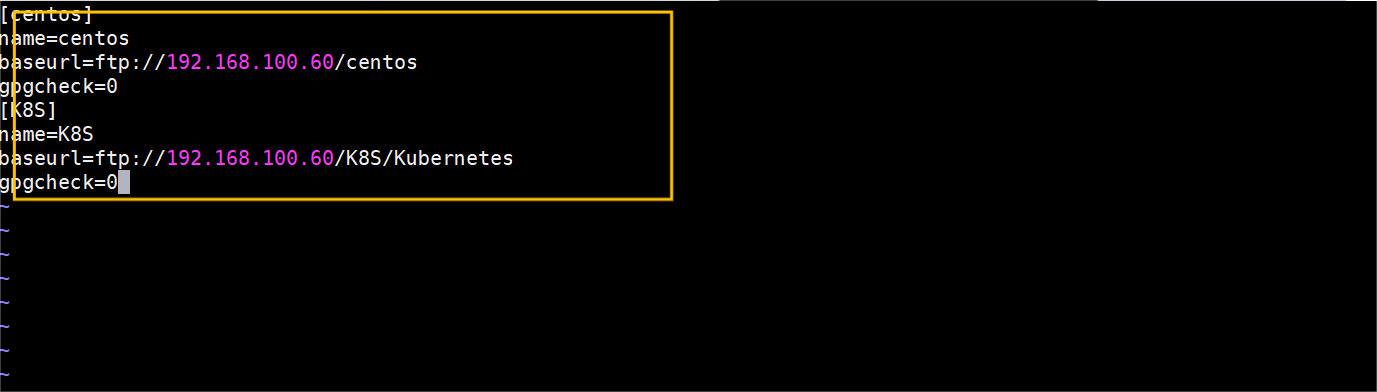 [centos]
name=centos
baseurl=ftp://192.168.100.60/centos
gpgcheck=0
[K8S]
name=K8S
baseurl=ftp://192.168.100.60/K8S/Kubernetes
gpgcheck=0
~
~
~
~
~
~
~
~